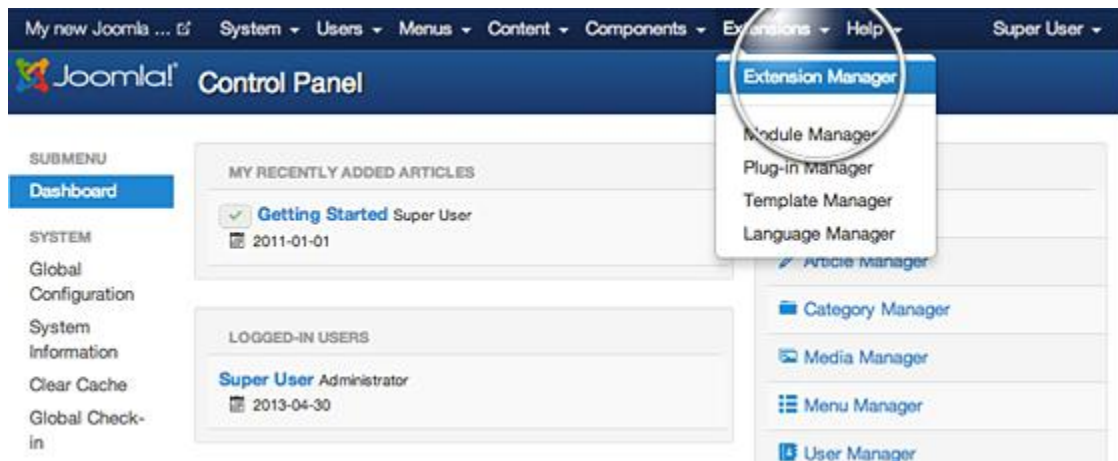 My new Joomla ... System Users Menus Content Components Extensions Help Super User
Joomla!® Control Panel
Extension Manager
Module Manager
Plug-in Manager
Template Manager
Language Manager
SUBMENU
Dashboard
SYSTEM
Global
Configuration
System
Information
Clear Cache
Global Check-
in
MY RECENTLY ADDED ARTICLES
Getting Started Super User
2011-01-01
LOGGED-IN USERS
Super User Administrator
2013-04-30
Article Manager
Category Manager
Media Manager
Menu Manager
User Manager